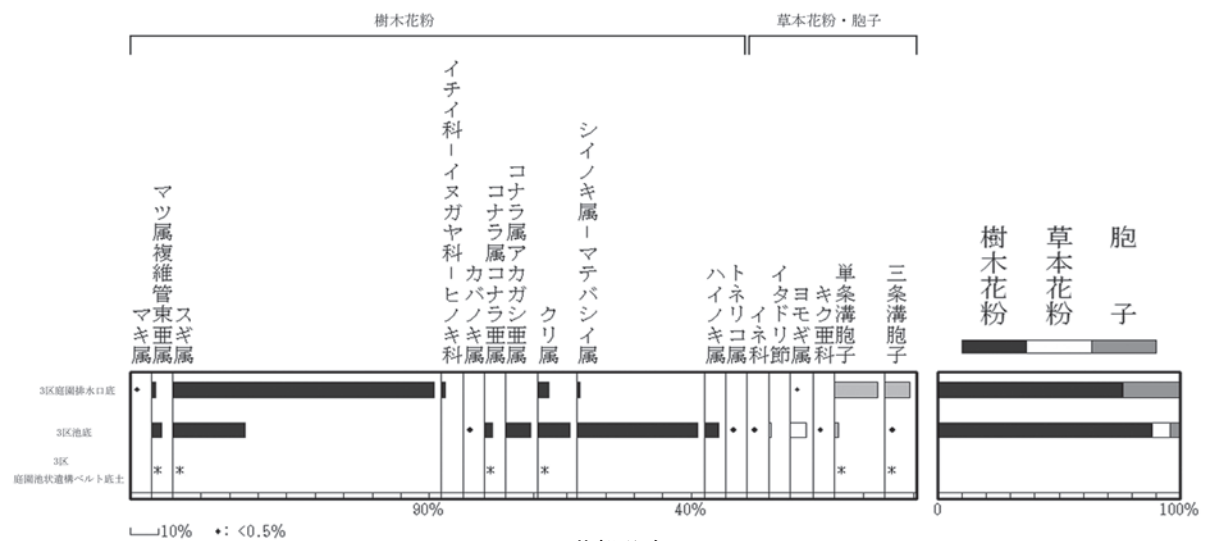 樹木花粉
草本花粉・胞子
マキ属
マツ属複維管束亜属
スギ属
イチイ科－イヌガヤ科－ヒノキ科
カバノキ属
コナラ属コナラ亜属
コナラ属アカガシ亜属
クリ属
シイノキ属－マテバシイ属
ハイノキ属
トネリコ属
イネ科
イタドリ節
ヨモギ属
キク亜科
単条溝胞子
三条溝胞子
樹木花粉
草本花粉
胞子
3区庭園排水口底
3区池底
3区
庭園池状遺構ベルト底土
90%
40%
0
100%
10%
◆: <0.5%